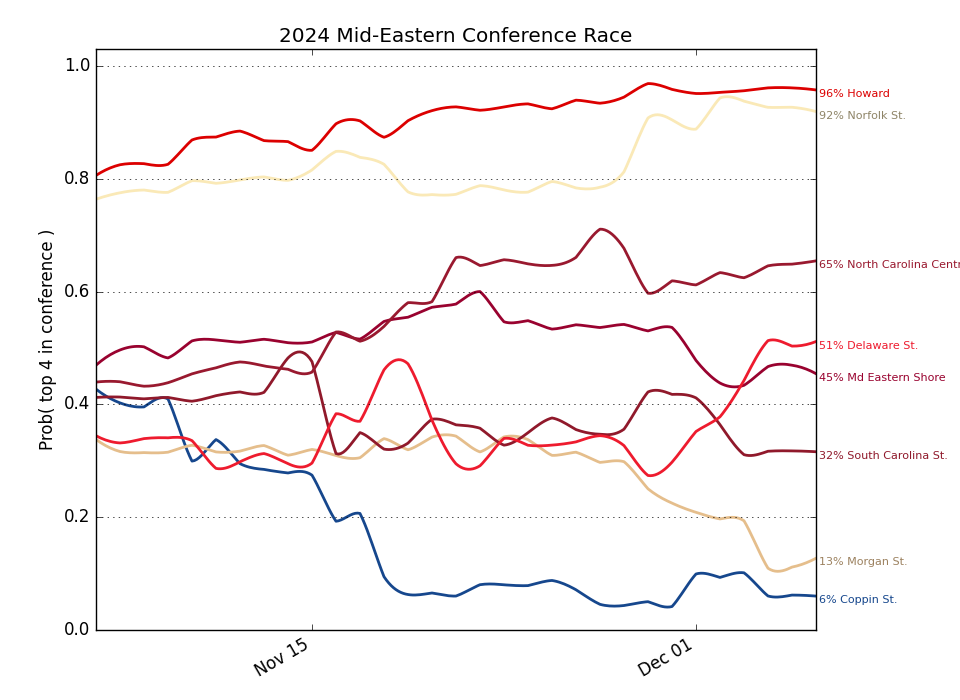 2024 Mid-Eastern Conference Race
Prob( top 4 in conference )
1.0
0.8
0.6
0.4
0.2
0.0
Nov 15
Dec 01
96% Howard
92% Norfolk St.
65% North Carolina Centr
51% Delaware St.
45% Md Eastern Shore
32% South Carolina St.
13% Morgan St.
6% Coppin St.